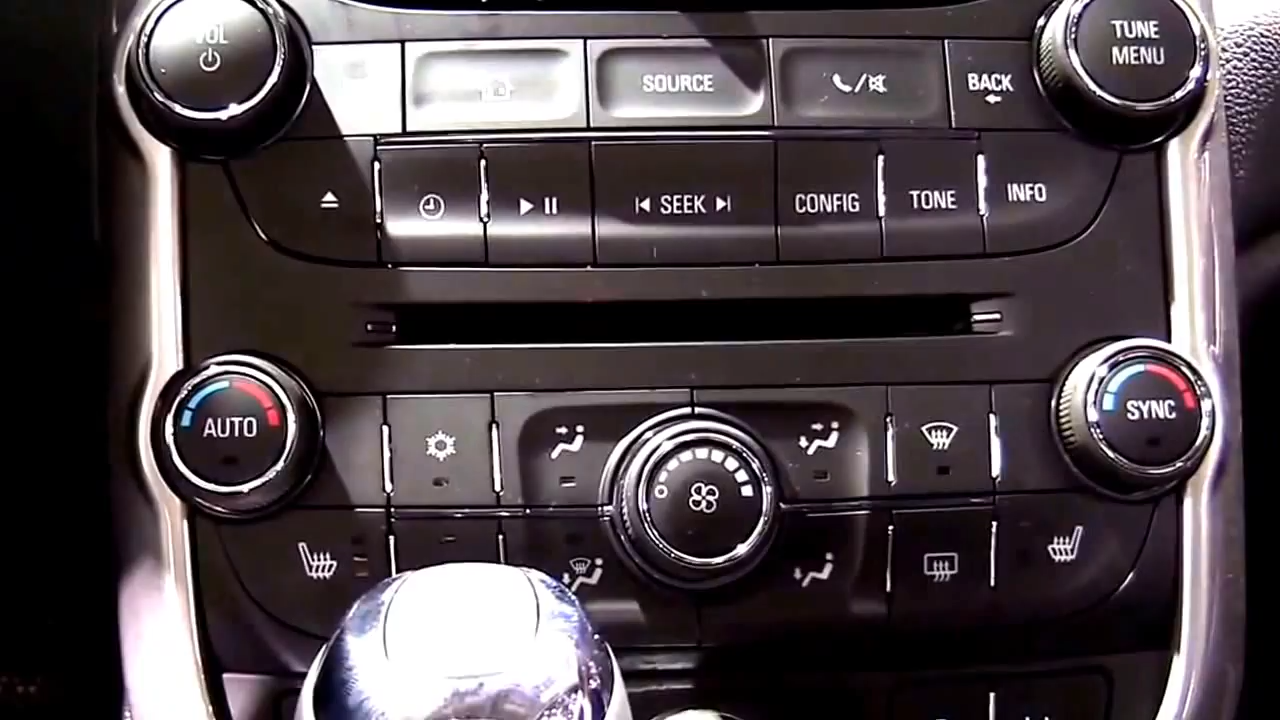 VOL
TUNE
MENU
SOURCE
BACK
SEEK
CONFIG
TONE
INFO
AUTO
SYNC